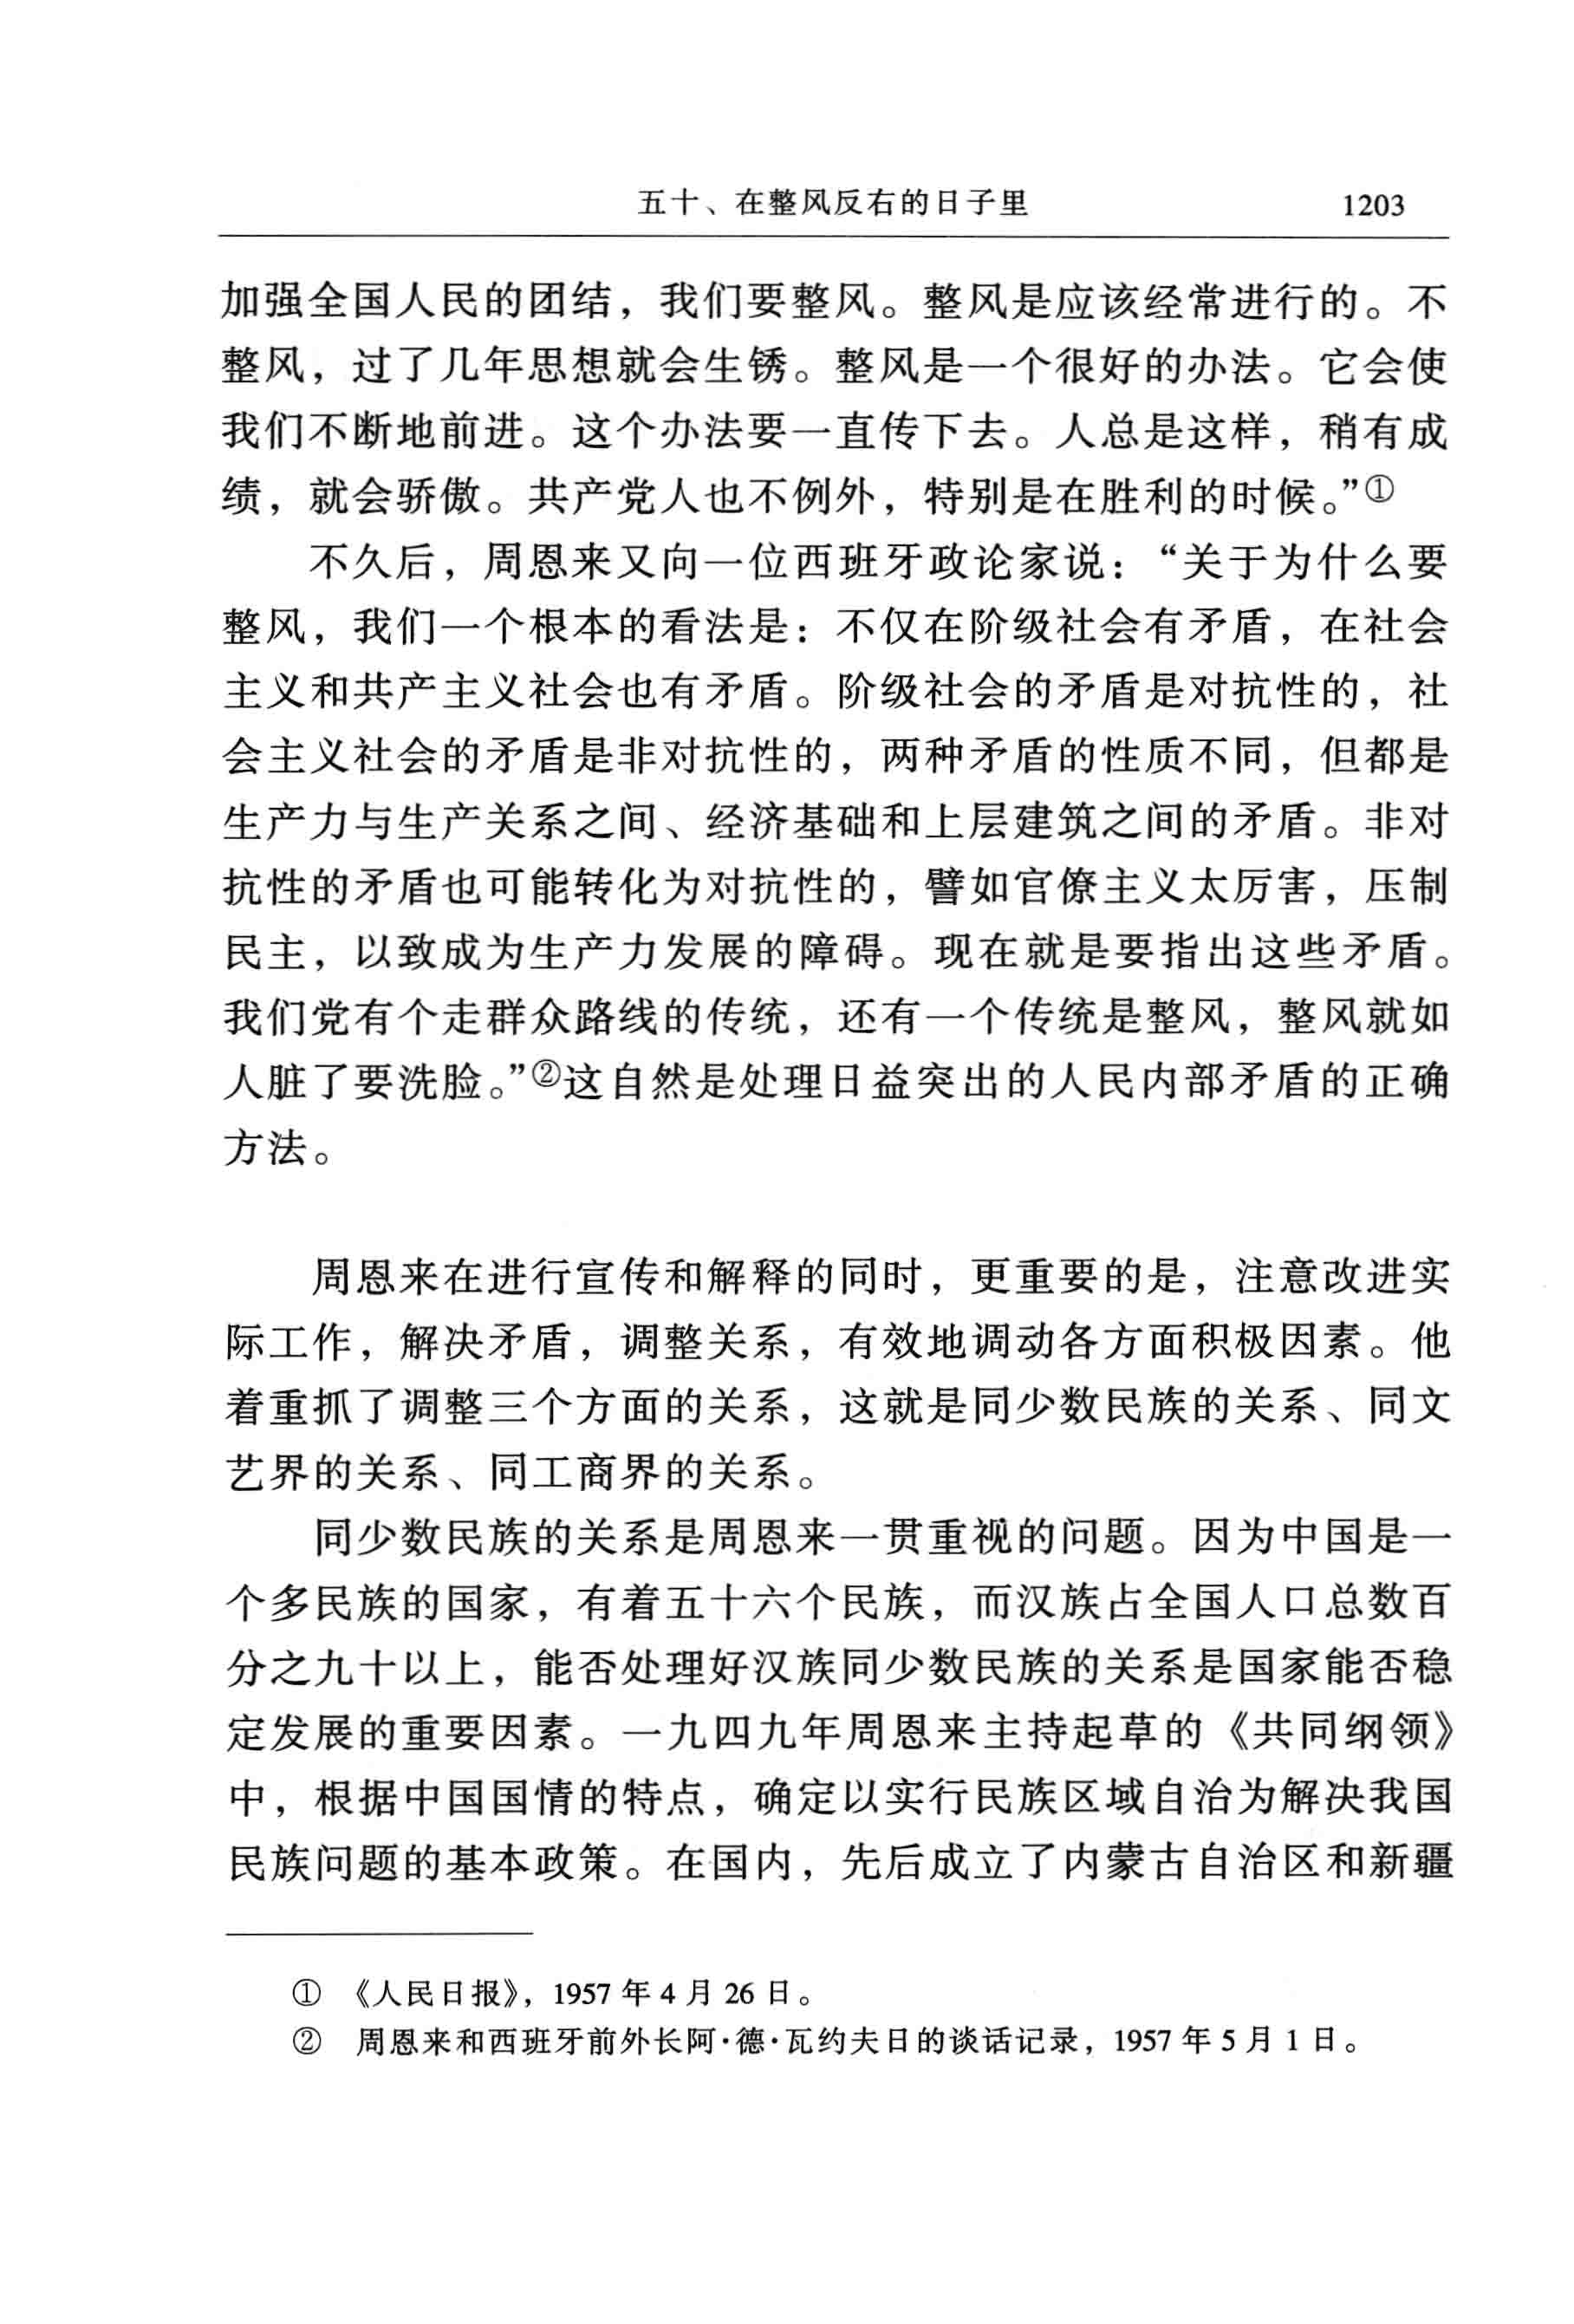 五十、在整风反右的日子里 1203
加强全国人民的团结，我们要整风。整风是应该经常进行的。不
整风，过了几年思想就会生锈。整风是一个很好的办法。它会使
我们不断地前进。这个办法要一直传下去。人总是这样，稍有成
绩，就会骄傲。共产党人也不例外，特别是在胜利的时候。”①
不久后，周恩来又向一位西班牙政论家说：“关于为什么要
整风，我们一个根本的看法是：不仅在阶级社会有矛盾，在社会
主义和共产主义社会也有矛盾。阶级社会的矛盾是对抗性的，社
会主义社会的矛盾是非对抗性的，两种矛盾的性质不同，但都是
生产力与生产关系之间、经济基础和上层建筑之间的矛盾。非对
抗性的矛盾也可能转化为对抗性的，譬如官僚主义太厉害，压制
民主，以致成为生产力发展的障碍。现在就是要指出这些矛盾。
我们党有个走群众路线的传统，还有一个传统是整风，整风就如
人脏了要洗脸。”②这自然是处理日益突出的人民内部矛盾的正确
方法。
周恩来在进行宣传和解释的同时，更重要的是，注意改进实
际工作，解决矛盾，调整关系，有效地调动各方面积极因素。他
着重抓了调整三个方面的关系，这就是同少数民族的关系、同文
艺界的关系、同工商界的关系。
同少数民族的关系是周恩来一贯重视的问题。因为中国是一
个多民族的国家，有着五十六个民族，而汉族占全国人口总数百
分之九十以上，能否处理好汉族同少数民族的关系是国家能否稳
定发展的重要因素。一九四九年周恩来主持起草的《共同纲领》
中，根据中国国情的特点，确定以实行民族区域自治为解决我国
民族问题的基本政策。在国内，先后成立了内蒙古自治区和新疆
① 《人民日报》，1957 年 4 月 26 日。
② 周恩来和西班牙前外长阿·德·瓦约夫日的谈话记录，1957 年 5 月 1 日。